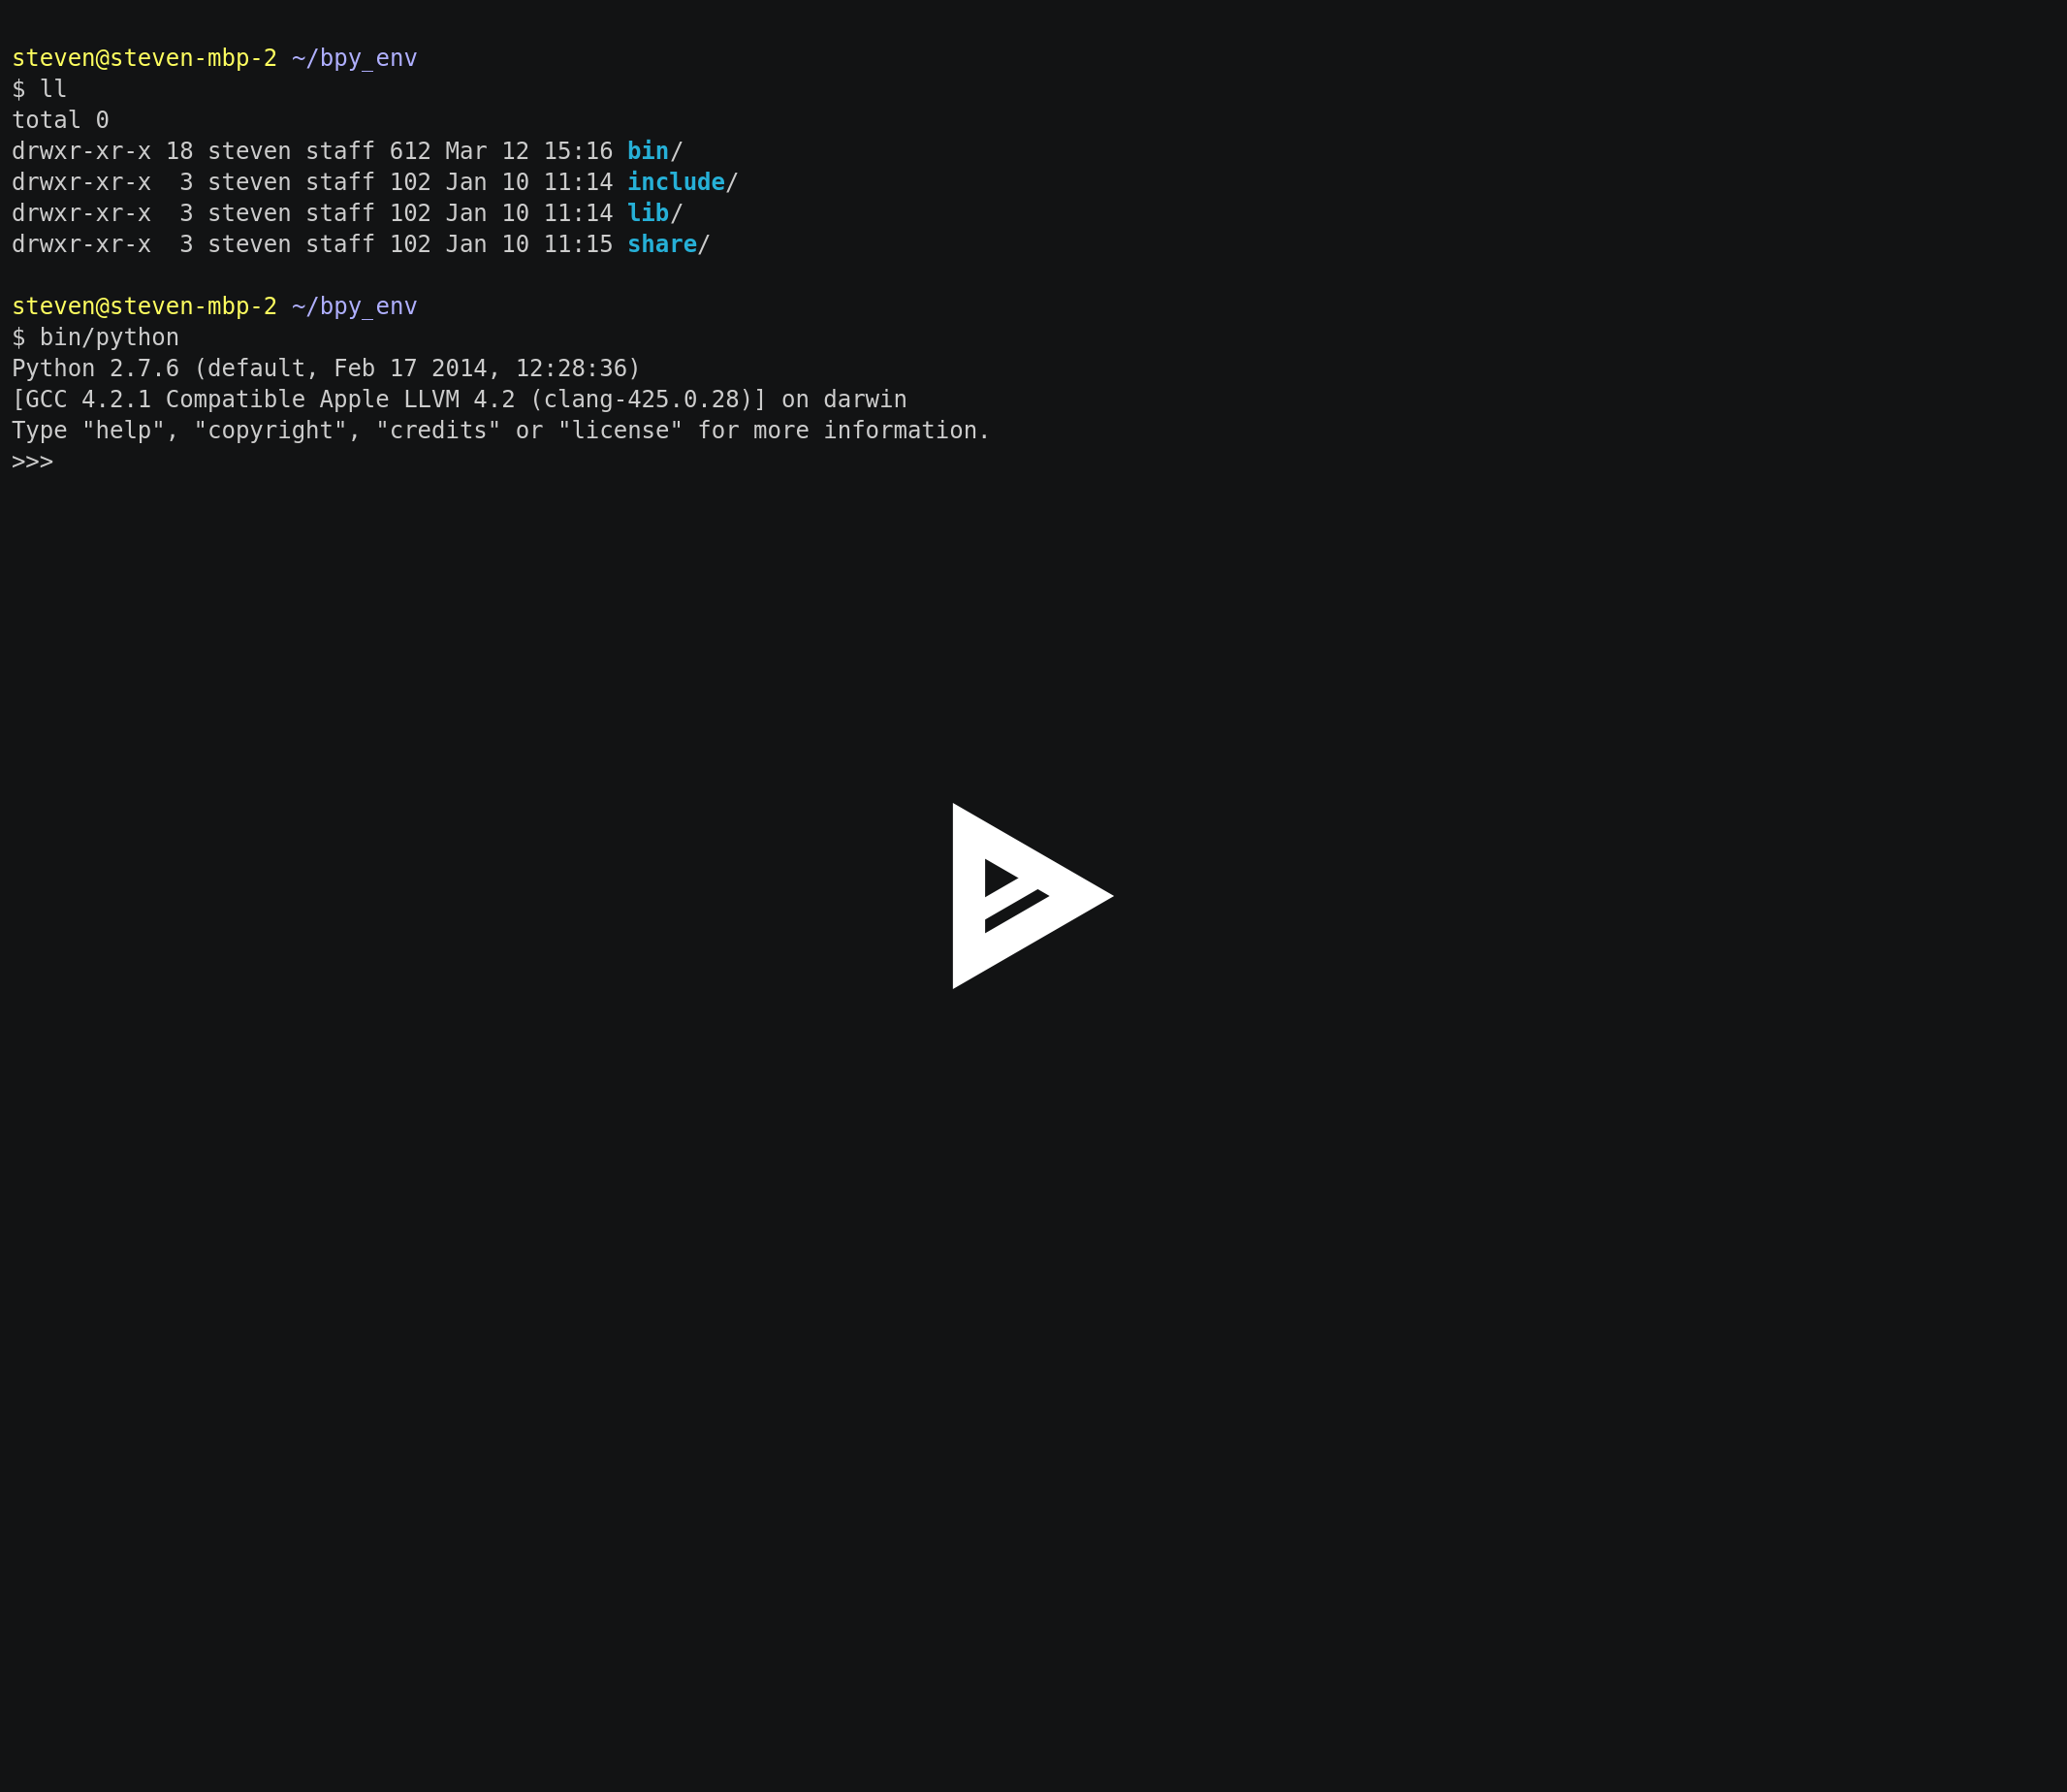 steven@steven-mbp-2 ~/bpy_env
$ ll
total 0
drwxr-xr-x 18 steven staff 612 Mar 12 15:16 bin/
drwxr-xr-x  3 steven staff 102 Jan 10 11:14 include/
drwxr-xr-x  3 steven staff 102 Jan 10 11:14 lib/
drwxr-xr-x  3 steven staff 102 Jan 10 11:15 share/
steven@steven-mbp-2 ~/bpy_env
$ bin/python
Python 2.7.6 (default, Feb 17 2014, 12:28:36)
[GCC 4.2.1 Compatible Apple LLVM 4.2 (clang-425.0.28)] on darwin
Type "help", "copyright", "credits" or "license" for more information.
>>>